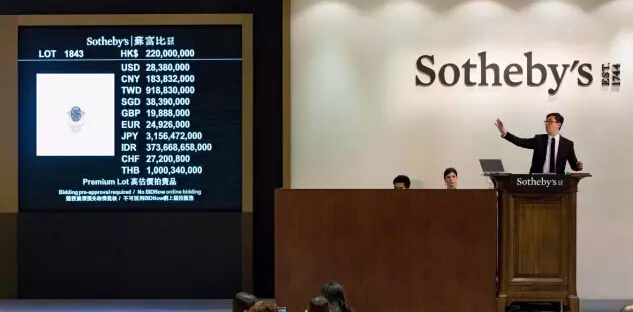 Sotheby's | 蘇富比 EST. 1744
LOT 1843 HK$ 220,000,000
USD 28,380,000
CNY 183,832,000
TWD 918,830,000
SGD 38,390,000
GBP 19,888,000
EUR 24,926,000
JPY 3,156,472,000
IDR 373,668,658,000
CHF 27,200,800
THB 1,000,340,000
Premium Lot 高估價拍賣品
Bidding pre-approval required / No BIDNow online bidding
Sotheby's EST. 1744
Sotheby's